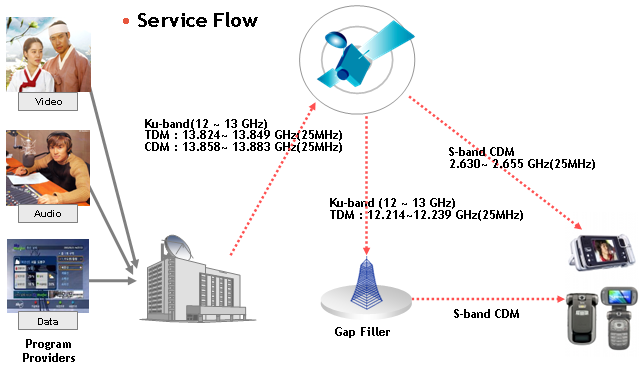 • Service Flow
Video
Audio
Data
Program
Providers
Ku-band(12 ~ 13 GHz)
TDM : 13.824~ 13.849 GHz(25MHz)
CDM : 13.858~ 13.883 GHz(25MHz)
S-band CDM
2.630~ 2.655 GHz(25MHz)
Ku-band (12 ~ 13 GHz)
TDM : 12.214~12.239 GHz(25MHz)
Gap Filler
S-band CDM